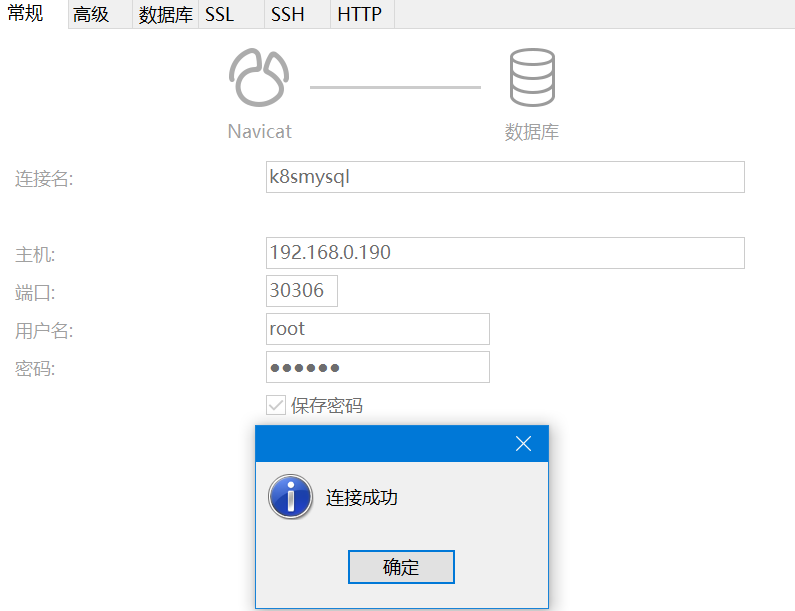 常规 高级 数据库 SSL SSH HTTP
Navicat 数据库
连接名: k8smysql
主机: 192.168.0.190
端口: 30306
用户名: root
密码: ●●●●●●
保存密码
连接成功
确定